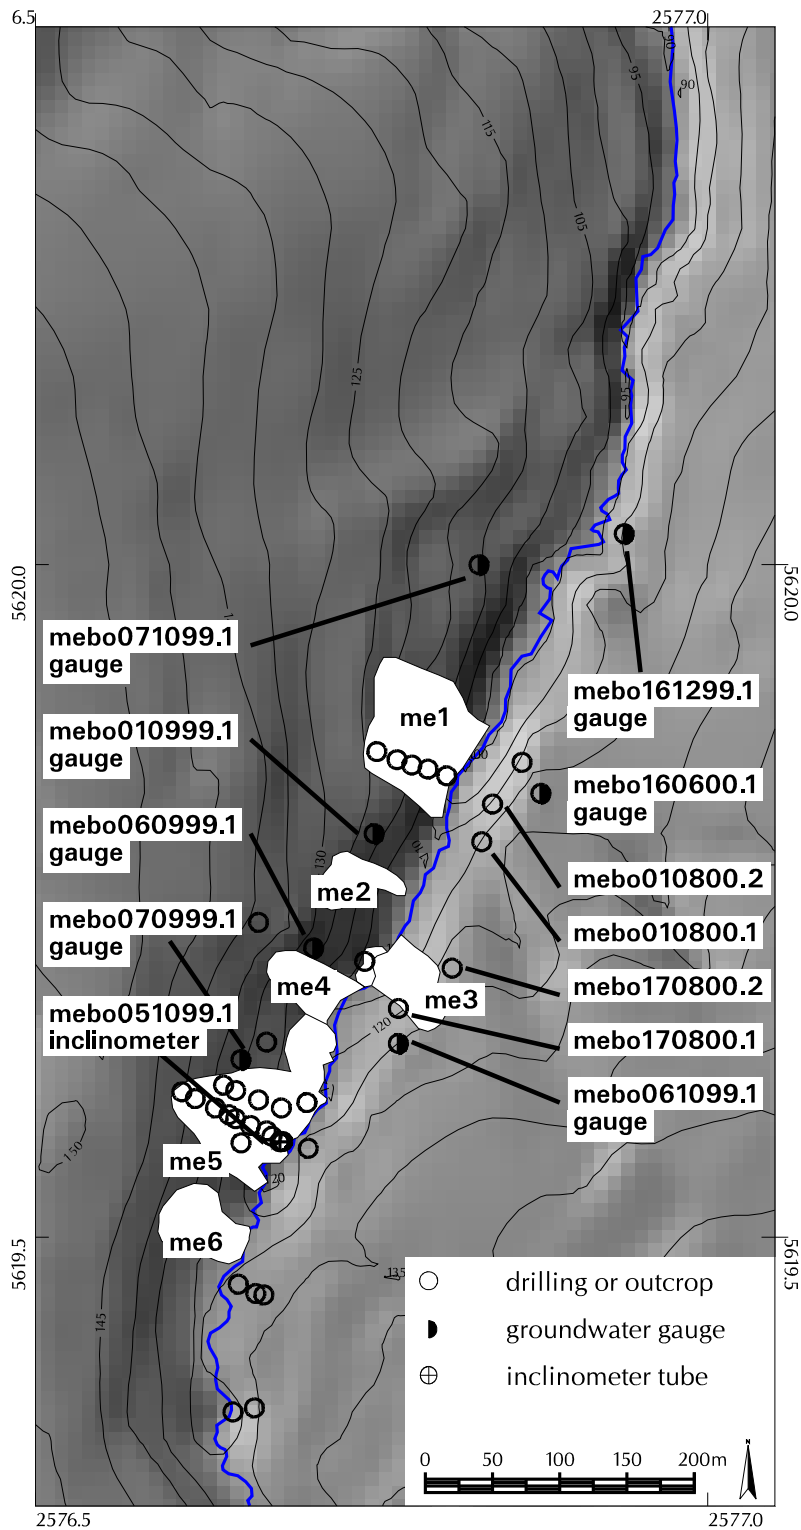 6.5
2577.0
90
95
90
115
105
125
95
5620.0
5620.0
mebo071099.1
gauge
mebo161299.1
gauge
me1
mebo010999.1
gauge
mebo160600.1
gauge
mebo060999.1
gauge
130
me2
mebo010800.2
mebo070999.1
gauge
mebo010800.1
me4
mebo170800.2
me3
mebo051099.1
inclinometer
120
mebo170800.1
mebo061099.1
gauge
150
me5
20
me6
5619.5
5619.5
135
145
drilling or outcrop
groundwater gauge
inclinometer tube
0 50 100 150 200m
N
2576.5
2577.0